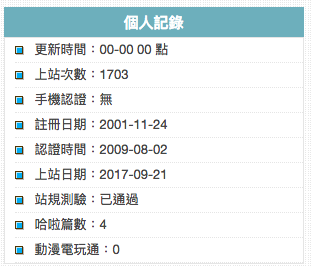 個人記錄
更新時間：00-00 00 點
上站次數：1703
手機認證：無
註冊日期：2001-11-24
認證時間：2009-08-02
上站日期：2017-09-21
站規測驗：已通過
哈啦篇數：4
動漫電玩通：0